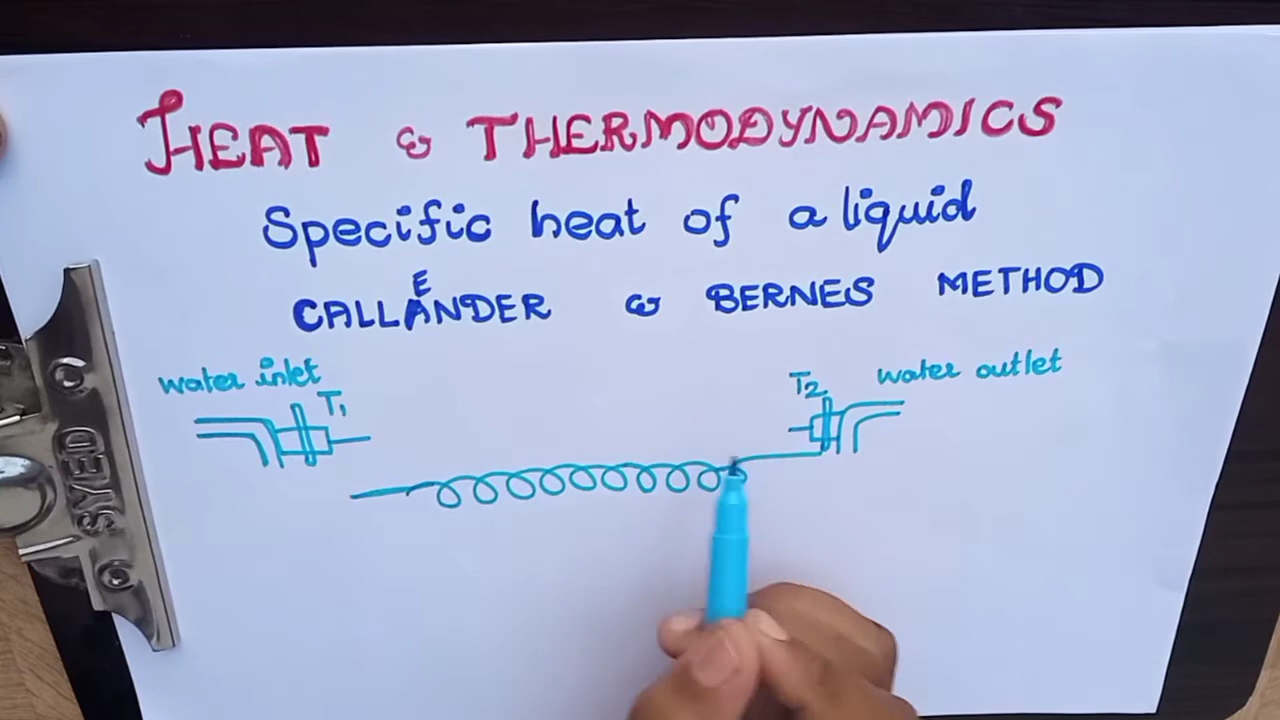 HEAT & THERMODYNAMICS
Specific heat of a liquid
E
CALLANDER & BERNES METHOD
water inlet
T1
T2
water outlet
SYED